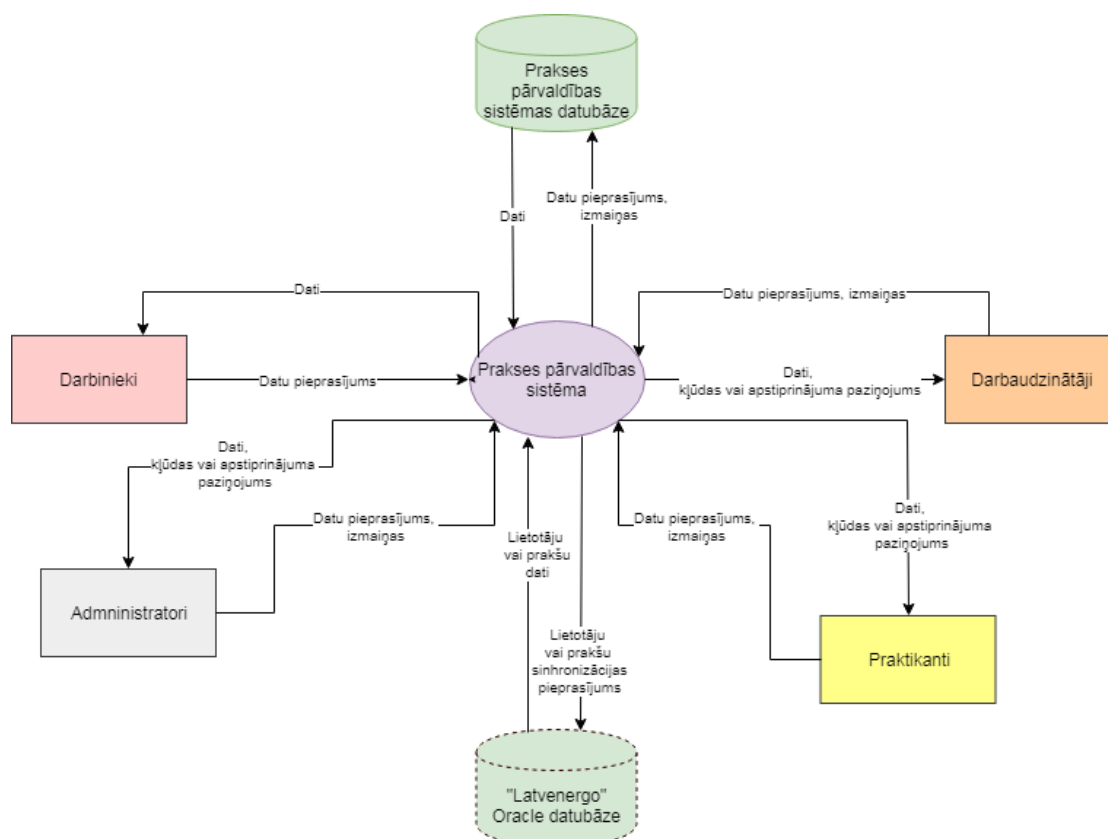 Prakses
pārvaldības
sistēmas datubāze
Datu pieprasījums,
izmaiņas
Dati
Dati
Datu pieprasījums, izmaiņas
Darbinieki
Datu pieprasījums
Prakses pārvaldības
sistēma
Dati,
kļūdas vai apstiprinājuma paziņojums
Darbaudzinātāji
Dati,
kļūdas vai apstiprinājuma
paziņojums
Datu pieprasījums,
izmaiņas
Lietotāju
vai prakšu
dati
Datu pieprasījums,
izmaiņas
Dati,
kļūdas vai apstiprinājuma
paziņojums
Admninistratori
Lietotāju
vai prakšu
sinhronizācijas
pieprasījums
Praktikanti
"Latvenergo"
Oracle datubāze